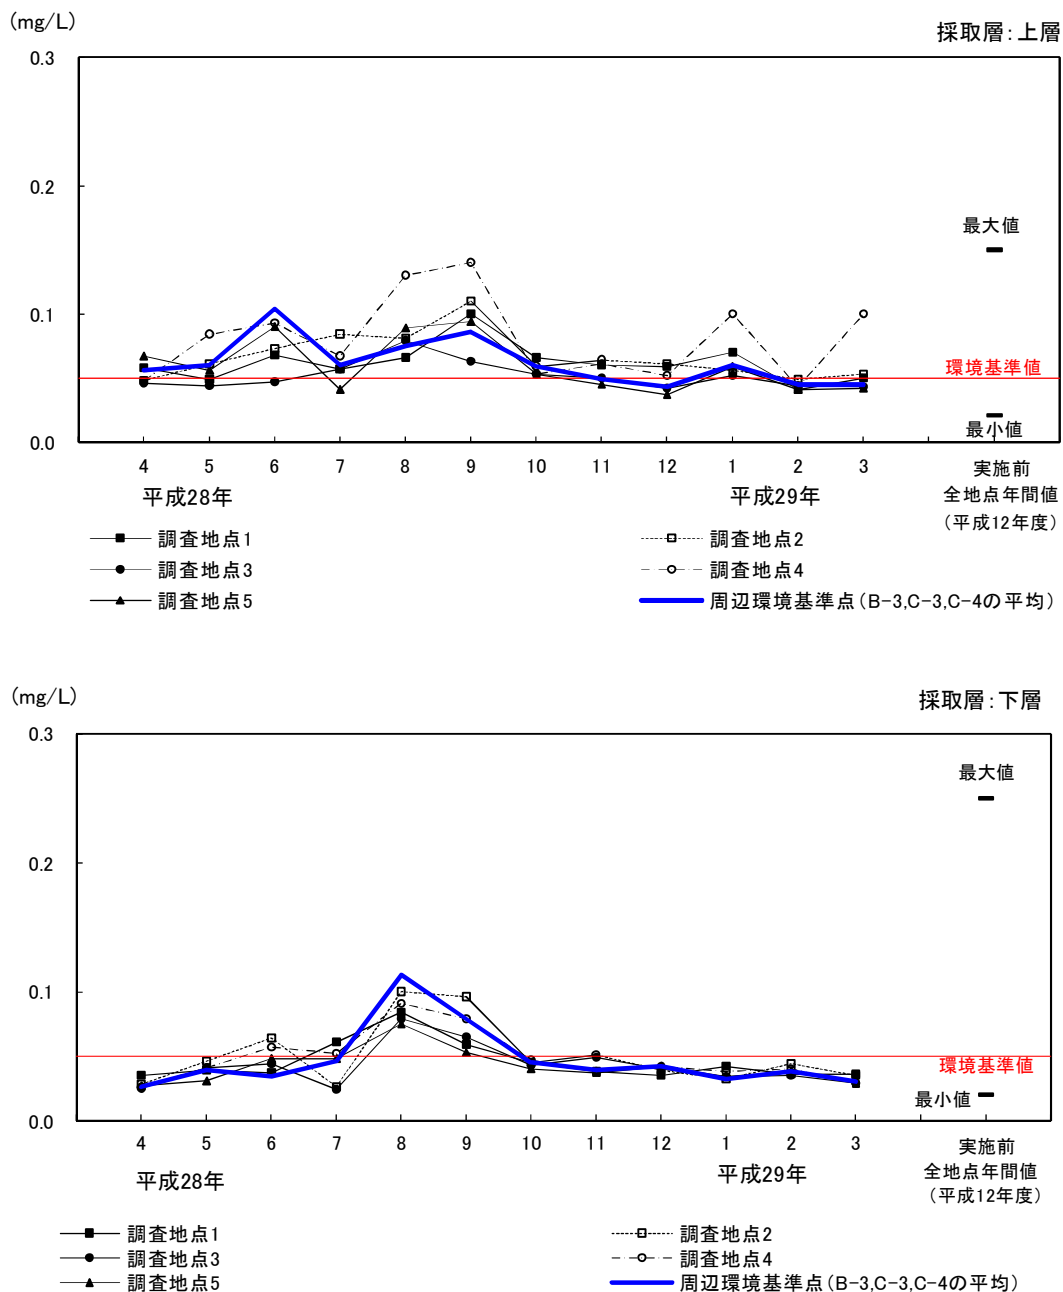 (mg/L)
採取層：上層
0.3
0.2
最大値
0.1
環境基準値
最小値
0.0
4 5 6 7 8 9 10 11 12 1 2 3
実施前
全地点年間値
(平成12年度)
平成28年 平成29年
調査地点1 調査地点2
調査地点3 調査地点4
調査地点5 周辺環境基準点(B-3,C-3,C-4の平均)
(mg/L)
採取層：下層
0.3
最大値
0.2
0.1
環境基準値
最小値
0.0
4 5 6 7 8 9 10 11 12 1 2 3
実施前
全地点年間値
(平成12年度)
平成28年 平成29年
調査地点1 調査地点2
調査地点3 調査地点4
調査地点5 周辺環境基準点(B-3,C-3,C-4の平均)